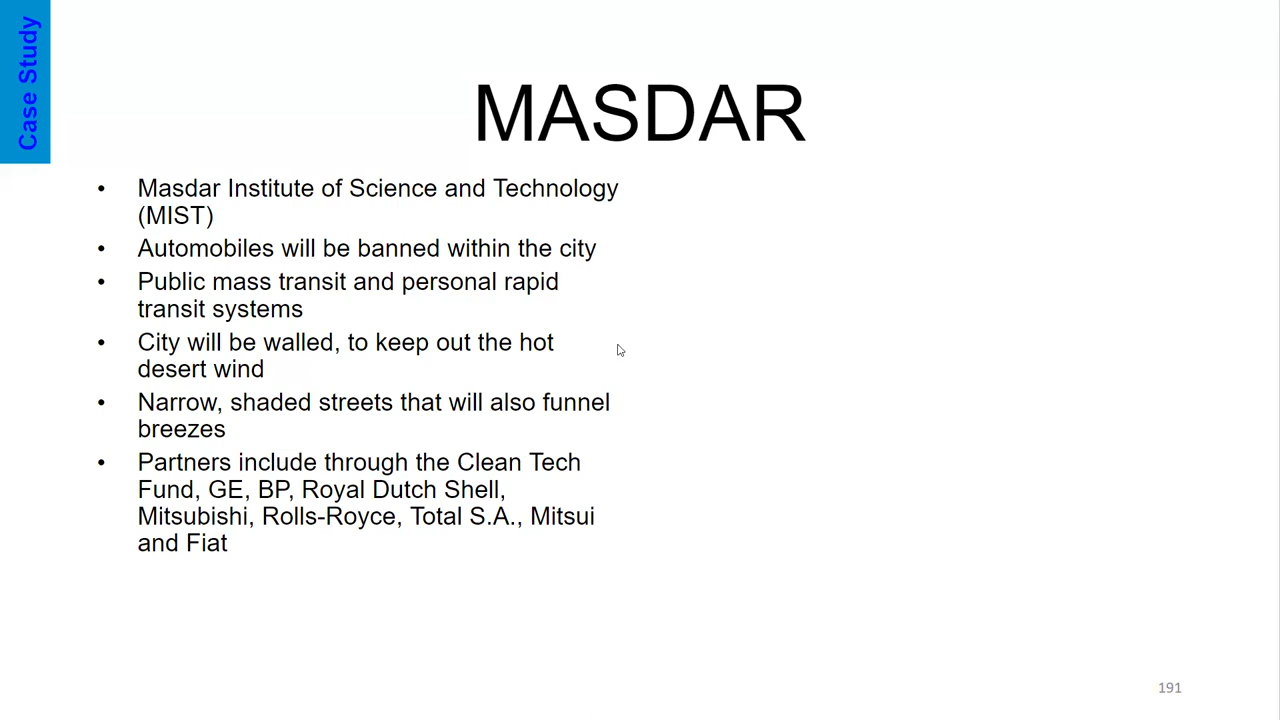 Case Study
MASDAR
• Masdar Institute of Science and Technology
(MIST)
• Automobiles will be banned within the city
• Public mass transit and personal rapid
transit systems
• City will be walled, to keep out the hot
desert wind
• Narrow, shaded streets that will also funnel
breezes
• Partners include through the Clean Tech
Fund, GE, BP, Royal Dutch Shell,
Mitsubishi, Rolls-Royce, Total S.A., Mitsui
and Fiat
191